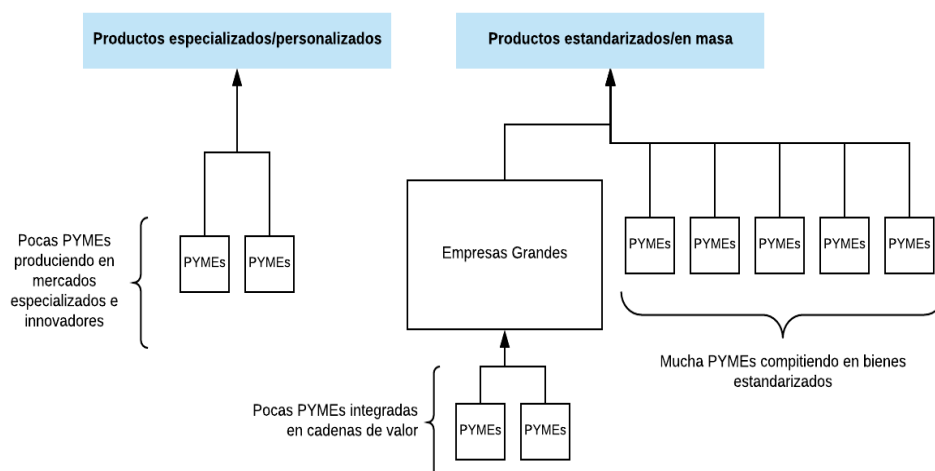 Productos especializados/personalizados
Productos estandarizados/en masa
Pocas PYMEs
produciendo en
mercados
especializados e
innovadores
PYMEs
PYMEs
Empresas Grandes
PYMEs
PYMEs
PYMEs
PYMEs
PYMEs
Mucha PYMEs compitiendo en bienes
estandarizados
Pocas PYMEs integradas
en cadenas de valor
PYMEs
PYMEs